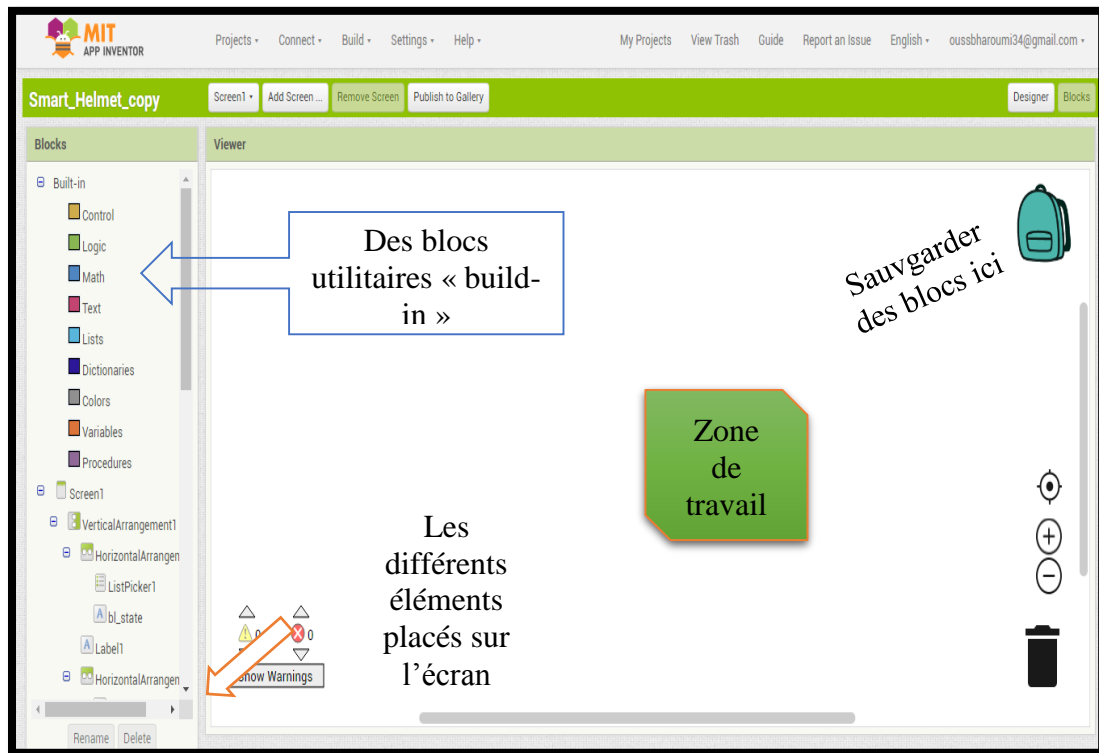 MIT
APP INVENTOR
Projects Connect Build Settings Help My Projects View Trash Guide Report an Issue English oussbharoumi34@gmail.com
Smart_Helmet_copy Screen1 Add Screen ... Remove Screen Publish to Gallery Designer Blocks
Blocks Viewer
Built-in
Control
Logic
Math
Text
Lists
Dictionaries
Colors
Variables
Procedures
Screen1
VerticalArrangement1
HorizontalArrangen
ListPicker1
bl_state
Label1
HorizontalArrangen
Rename Delete
Des blocs
utilitaires « build-
in »
Sauvgarder
des blocs ici
Zone
de
travail
Les
différents
éléments
placés sur
l’écran
0 0
Show Warnings